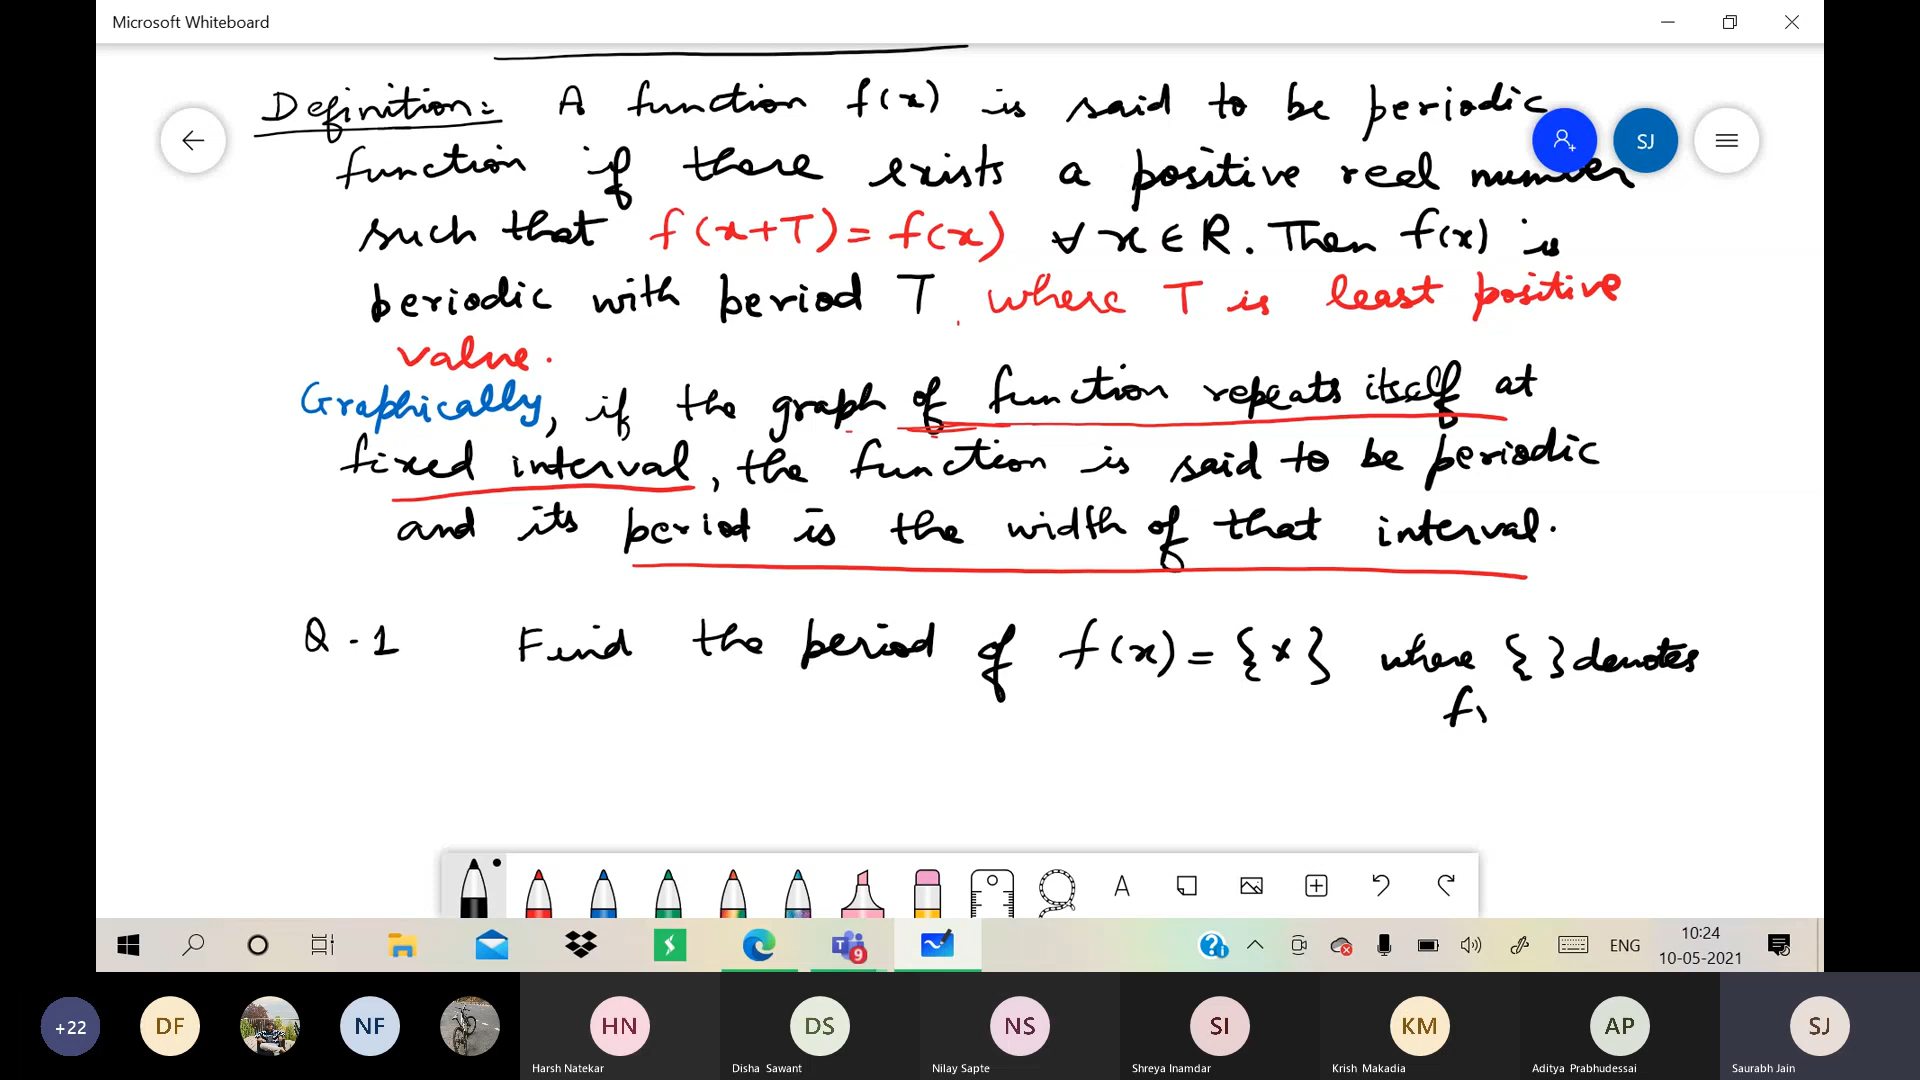 Microsoft Whiteboard
Definition:- A function f(x) is said to be periodic
function if there exists a positive real number
SJ
such that f(x+T) = f(x) ∀ x ∈ R. Then f(x) is
periodic with period T, where T is least positive
value.
Graphically, if the graph of function repeats itself at
fixed interval, the function is said to be periodic
and its period is the width of that interval.
Q-1 Find the period of f(x) = {x} where { } denotes
A
9
ENG
10:24
10-05-2021
+22
DF
NF
HN
DS
NS
SI
KM
AP
SJ
Harsh Natekar
Disha Sawant
Nilay Sapte
Shreya Inamdar
Krish Makadia
Aditya Prabhudessai
Saurabh Jain